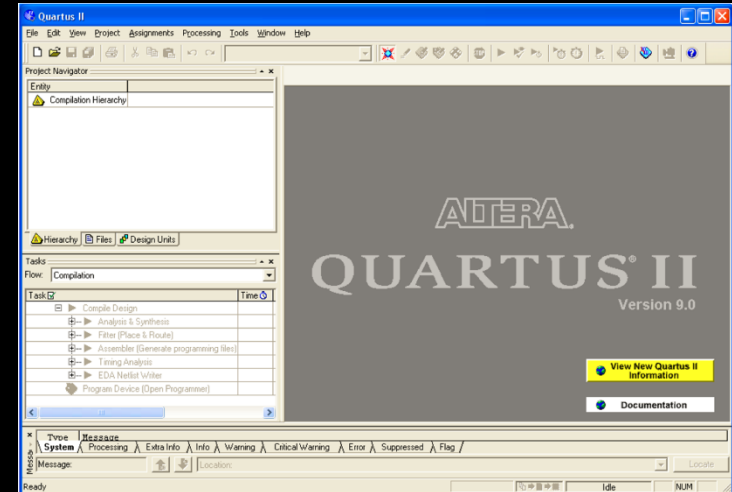 Quartus II
File Edit View Project Assignments Processing Tools Window Help
Project Navigator
Entity
Compilation Hierarchy
Hierarchy Files Design Units
Tasks
Flow: Compilation
Task Time
Compile Design
Analysis & Synthesis
Fitter (Place & Route)
Assembler (Generate programming files)
Timing Analysis
EDA Netlist Writer
Program Device (Open Programmer)
ALTERA.
QUARTUS® II
Version 9.0
View New Quartus II
Information
Documentation
Type Message
System Processing Extra Info Info Warning Critical Warning Error Suppressed Flag
Message: Location: Locate
Ready Idle NUM